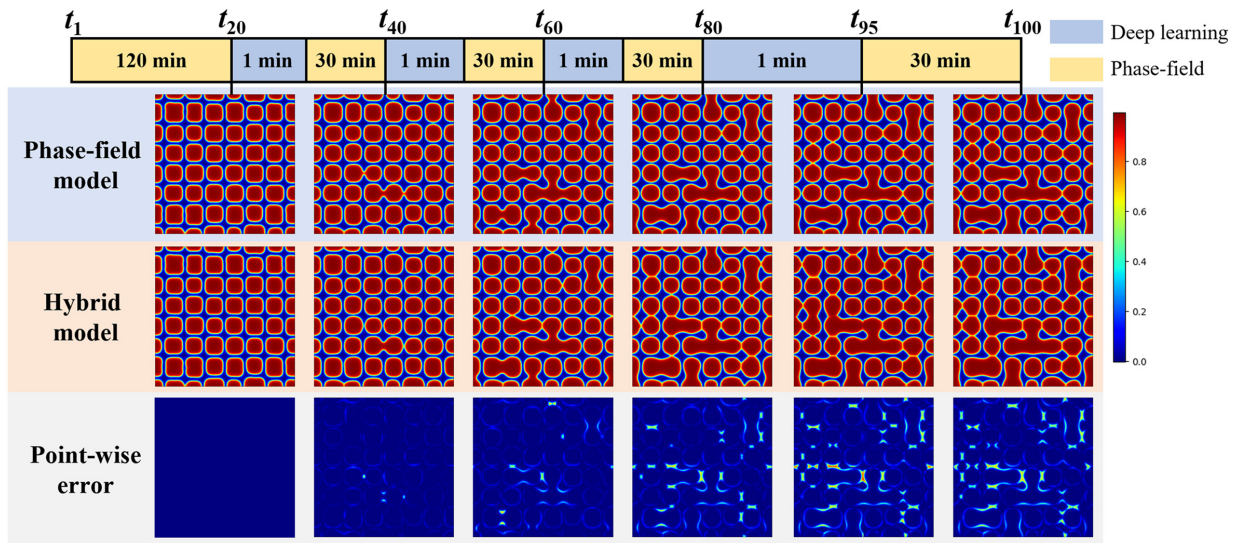 t1 t20 t40 t60 t80 t95 t100
120 min 1 min 30 min 1 min 30 min 1 min 30 min 1 min 30 min
Deep learning
Phase-field
Phase-field
model
Hybrid
model
Point-wise
error
0.8
0.6
0.4
0.2
0.0